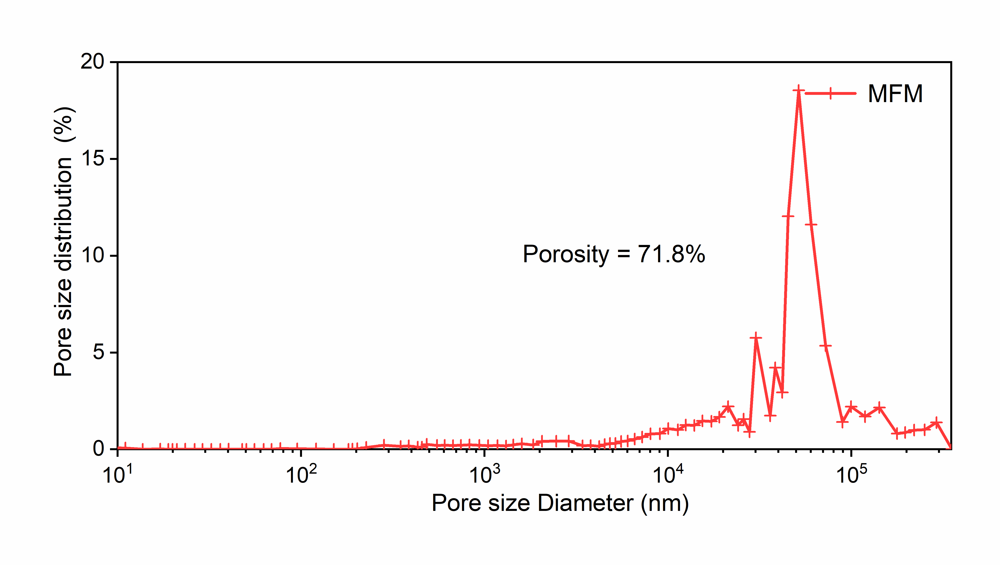 20
MFM
15
Porosity = 71.8%
10
5
0
Pore size distribution (%)
10¹ 10² 10³ 10⁴ 10⁵
Pore size Diameter (nm)